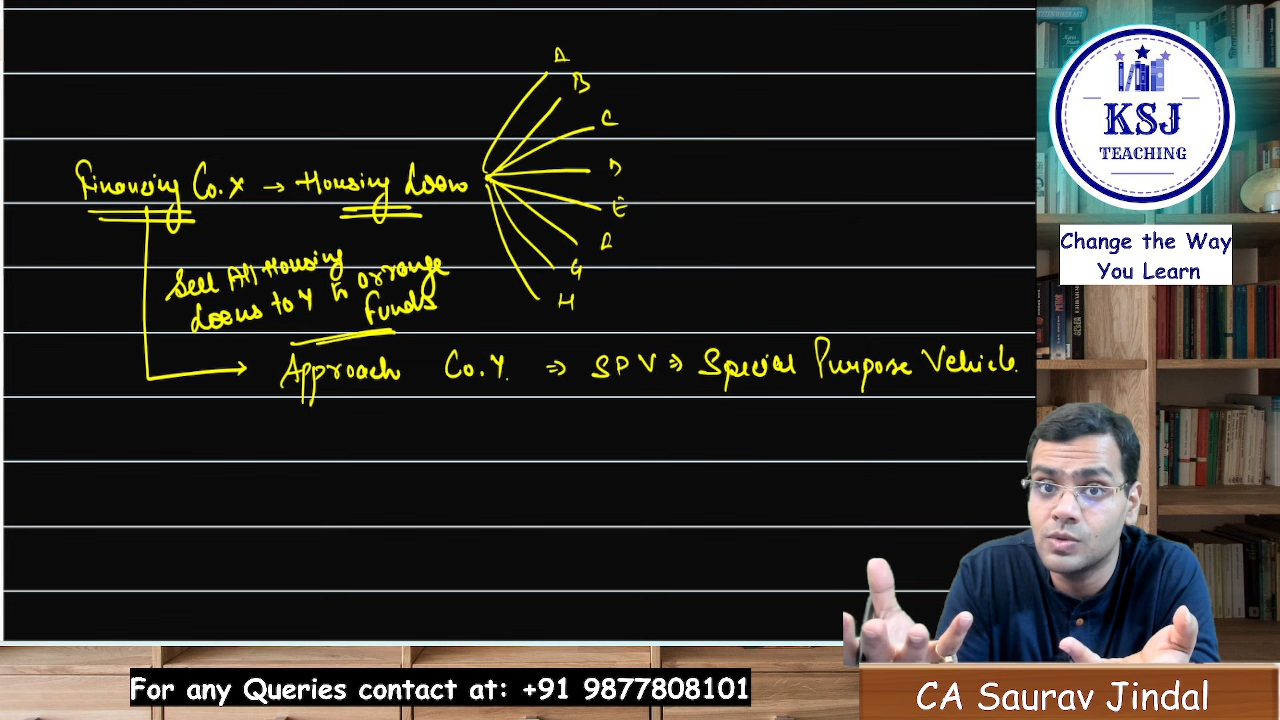 A
B
C
D
E
G
H
Financing Co. X → Housing Loan
Sell All Housing
Loans to Y & arrange
funds
Approach Co. Y. ⇒ SPV ⇒ Special Purpose Vehicle.
KSJ
TEACHING
Change the Way
You Learn
For any Queries contact at: +91 9877808101
CA Saurav Jindal